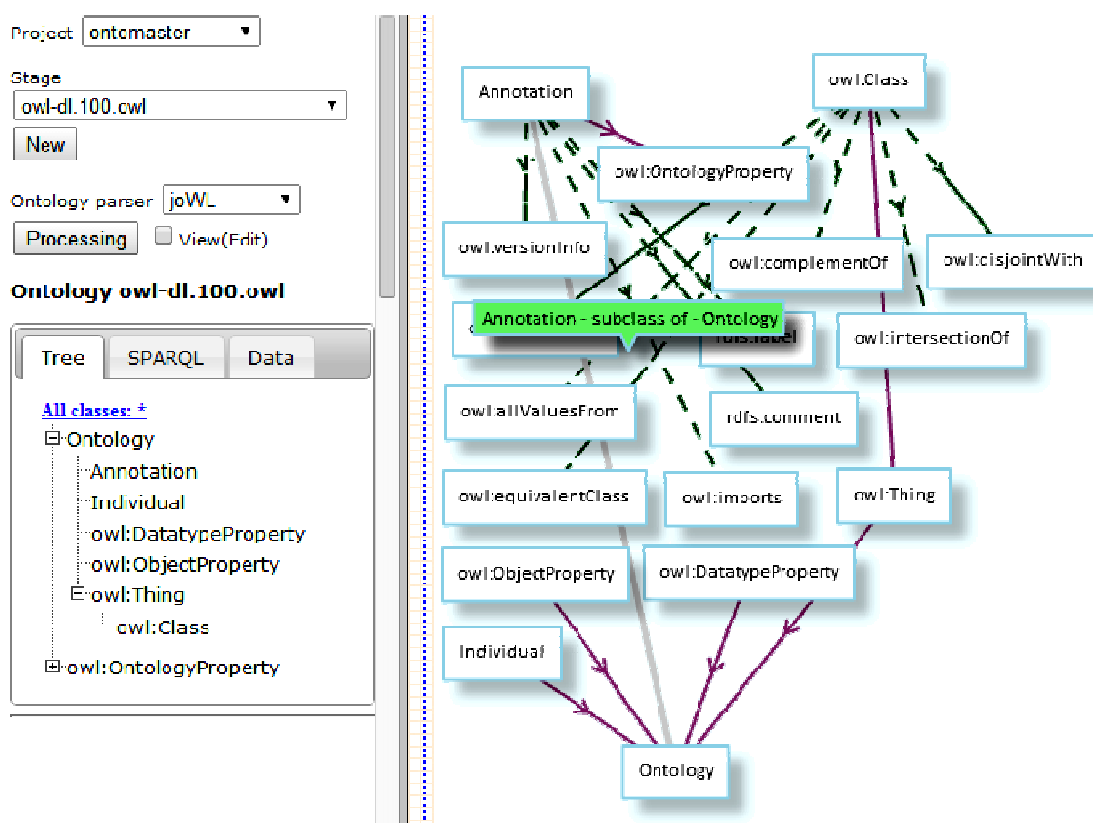 Project ontomaster
Stage
owl-dl.100.owl
New
Ontology parser joWL
Processing View(Edit)
Ontology owl-dl.100.owl
Tree SPARQL Data
All classes: *
Ontology
Annotation
Individual
owl:DatatypeProperty
owl:ObjectProperty
owl:Thing
owl:Class
owl:OntologyProperty
Annotation
owl:Class
owl:OntologyProperty
owl:versionInfo
owl:complementOf
owl:disjointWith
Annotation - subclass of - Ontology
rdfs:label
owl:intersectionOf
owl:allValuesFrom
rdfs:comment
owl:equivalentClass
owl:imports
owl:Thing
owl:ObjectProperty
owl:DatatypeProperty
Individual
Ontology